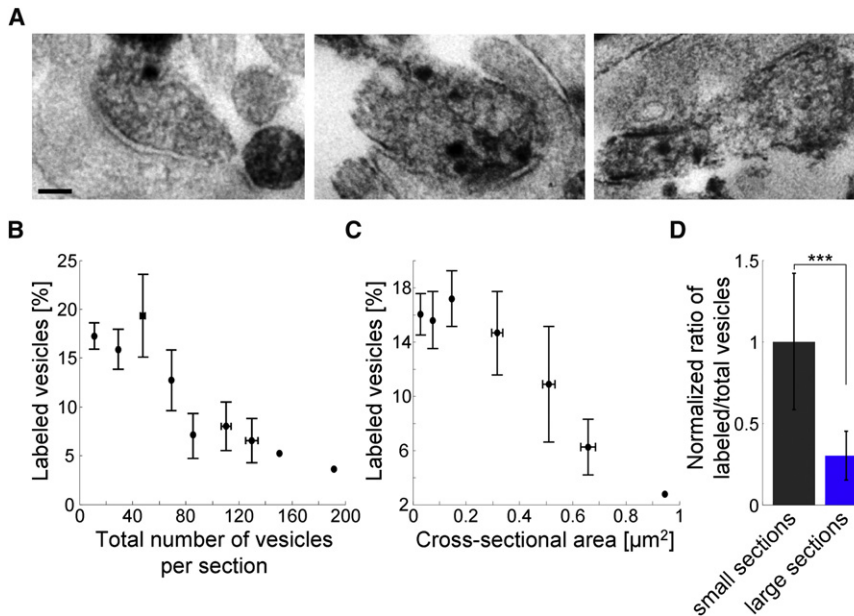 A
B
Labeled vesicles [%]
25
20
15
10
5
0
0
40
80
120
160
200
Total number of vesicles
per section
C
Labeled vesicles [%]
18
14
10
6
2
0
0.2
0.4
0.6
0.8
1
Cross-sectional area [µm²]
D
Normalized ratio of
labeled/total vesicles
1.5
1
0.5
0
***
small sections
large sections